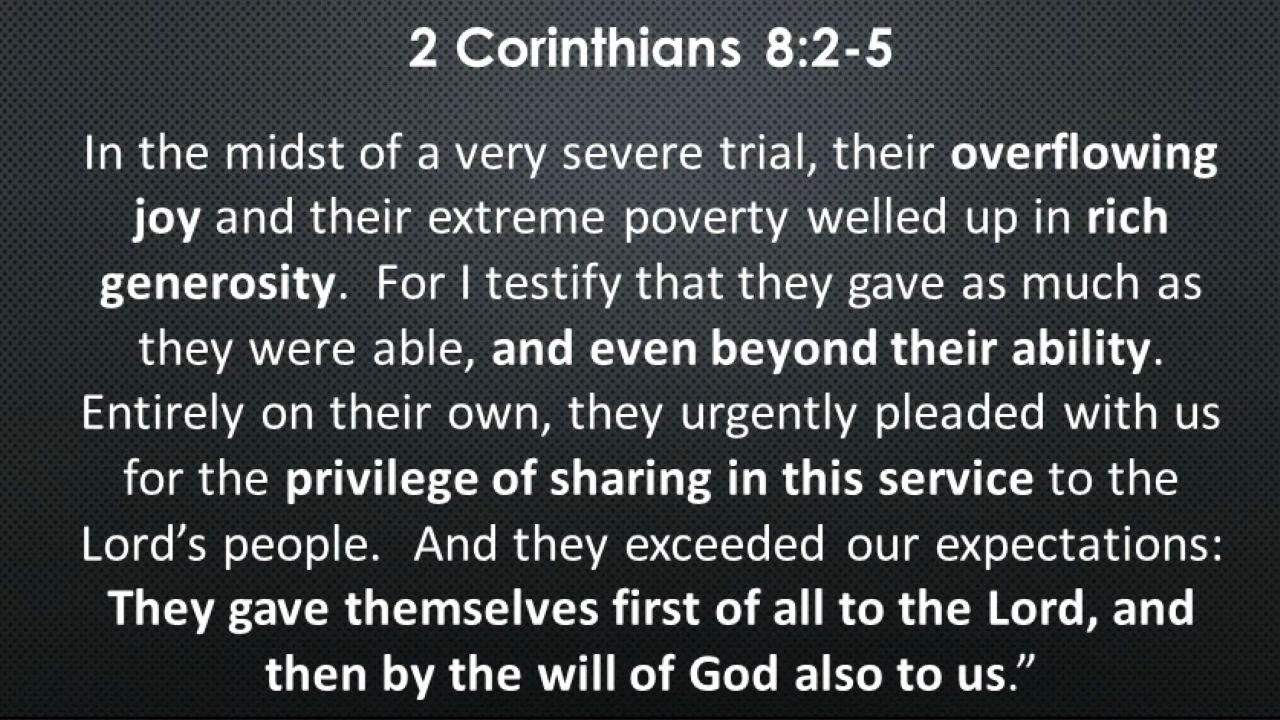 2 Corinthians 8:2-5
In the midst of a very severe trial, their overflowing
joy and their extreme poverty welled up in rich
generosity.  For I testify that they gave as much as
they were able, and even beyond their ability.
Entirely on their own, they urgently pleaded with us
for the privilege of sharing in this service to the
Lord’s people.  And they exceeded our expectations:
They gave themselves first of all to the Lord, and
then by the will of God also to us.”